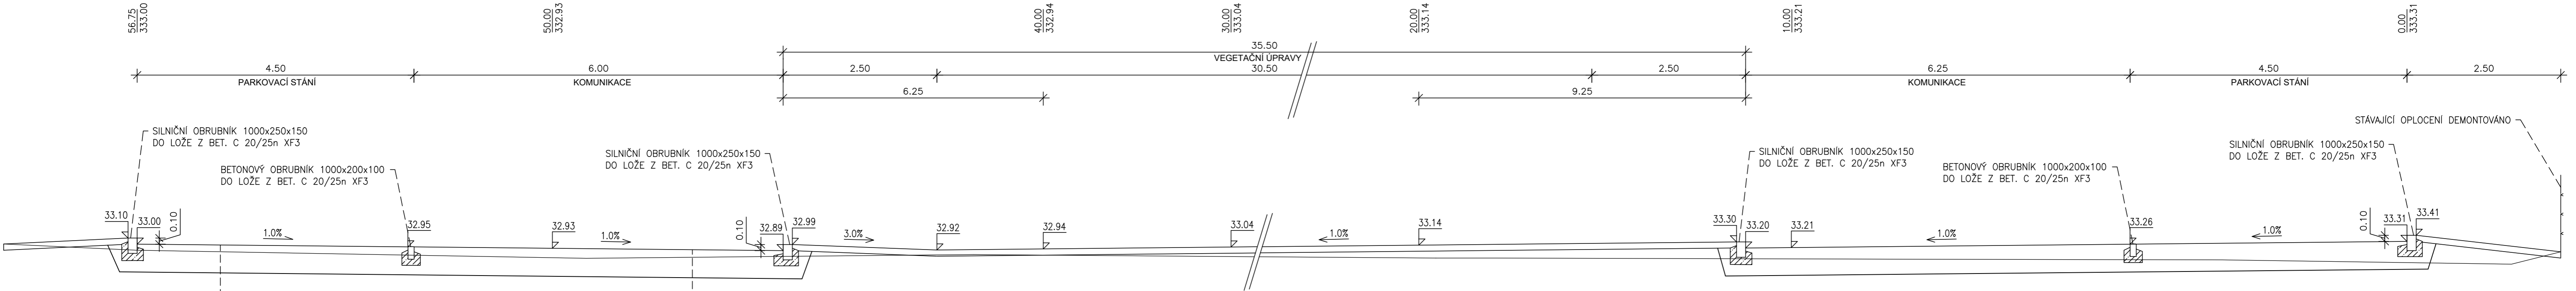 56.75
333.00
50.00
332.93
40.00
332.94
30.00
333.04
20.00
333.14
10.00
333.21
0.00
333.31
35.50
VEGETAČNÍ ÚPRAVY
4.50
PARKOVACÍ STÁNÍ
6.00
KOMUNIKACE
2.50
30.50
2.50
6.25
KOMUNIKACE
4.50
PARKOVACÍ STÁNÍ
2.50
6.25
9.25
SILNIČNÍ OBRUBNÍK 1000x250x150
DO LOŽE Z BET. C 20/25n XF3
BETONOVÝ OBRUBNÍK 1000x200x100
DO LOŽE Z BET. C 20/25n XF3
SILNIČNÍ OBRUBNÍK 1000x250x150
DO LOŽE Z BET. C 20/25n XF3
SILNIČNÍ OBRUBNÍK 1000x250x150
DO LOŽE Z BET. C 20/25n XF3
BETONOVÝ OBRUBNÍK 1000x200x100
DO LOŽE Z BET. C 20/25n XF3
STÁVAJÍCÍ OPLOCENÍ DEMONTOVÁNO
SILNIČNÍ OBRUBNÍK 1000x250x150
DO LOŽE Z BET. C 20/25n XF3
33.10
33.00
0.10
1.0%
32.95
32.93
1.0%
0.10
32.89
32.99
3.0%
32.92
32.94
33.04
1.0%
33.14
33.30
33.20
33.21
1.0%
33.26
1.0%
0.10
33.31
33.41